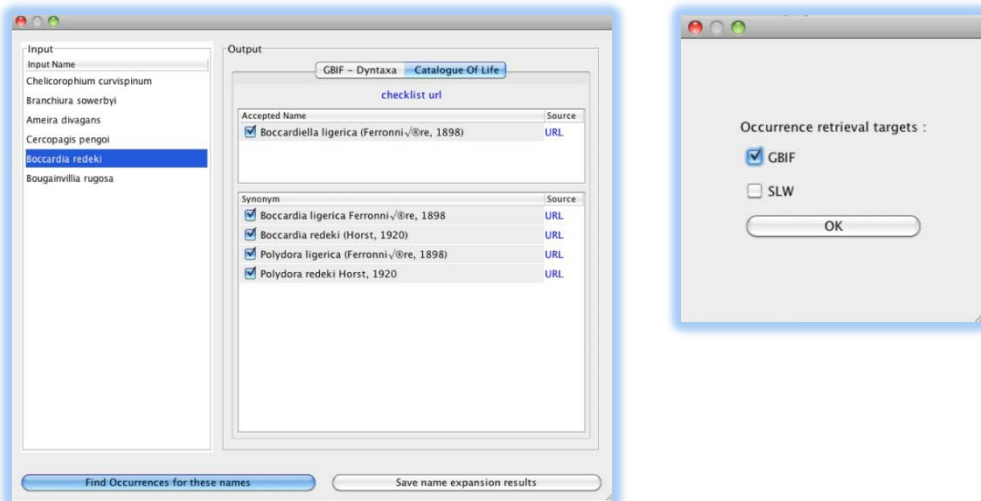 Input
Input Name
Chelicorophium curvispinum
Branchiura sowerbyi
Ameira divagans
Cercopagis pengoi
Boccardia redeki
Bougainvillia rugosa
Output
GBIF - Dyntaxa Catalogue Of Life
checklist url
Accepted Name Source
Boccardiella ligerica (Ferronni√®re, 1898) URL
Synonym Source
Boccardia ligerica Ferronni√®re, 1898 URL
Boccardia redeki (Horst, 1920) URL
Polydora ligerica (Ferronni√®re, 1898) URL
Polydora redeki Horst, 1920 URL
Find Occurrences for these names
Save name expansion results
Occurrence retrieval targets :
GBIF
SLW
OK